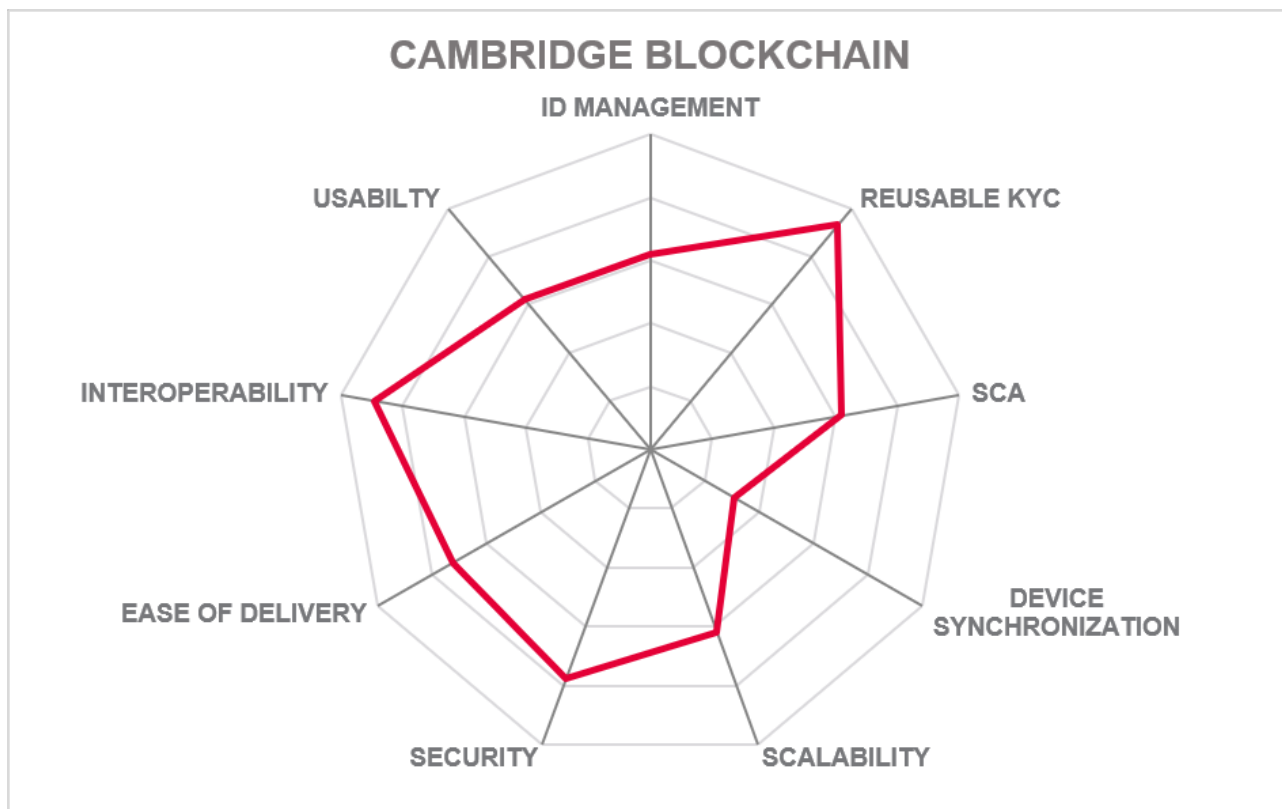 CAMBRIDGE BLOCKCHAIN
ID MANAGEMENT
USABILTY
REUSABLE KYC
INTEROPERABILITY
SCA
EASE OF DELIVERY
DEVICE
SYNCHRONIZATION
SECURITY
SCALABILITY